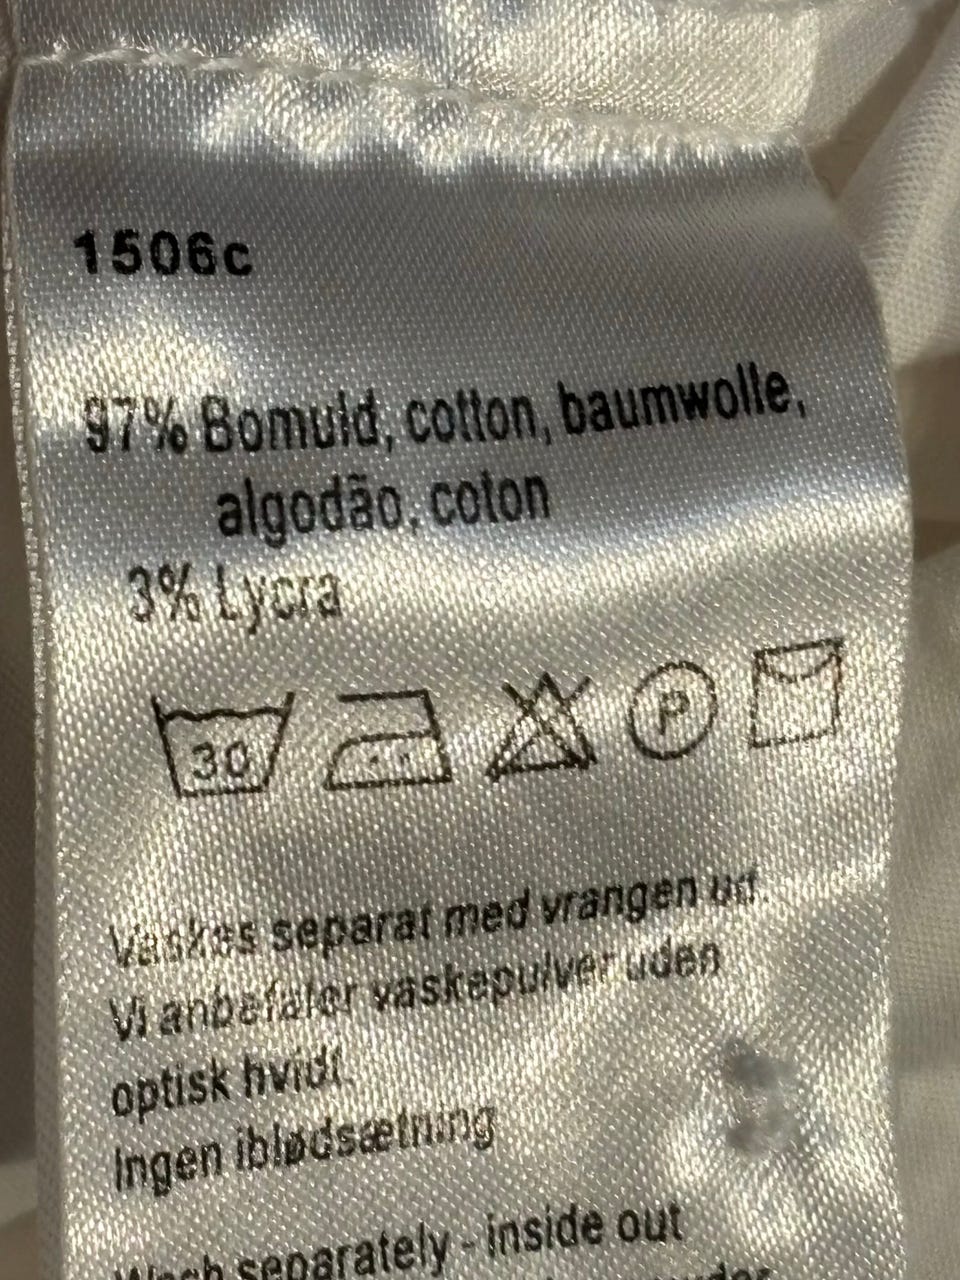 1506c
97% Bomuld, cotton, baumwolle,
algodão, coton
3% Lycra
30
P
Vaskes separat med vrangen ud.
Vi anbefaler vaskepulver uden
optisk hvidt.
Ingen iblødsætning
Wash separately - inside out